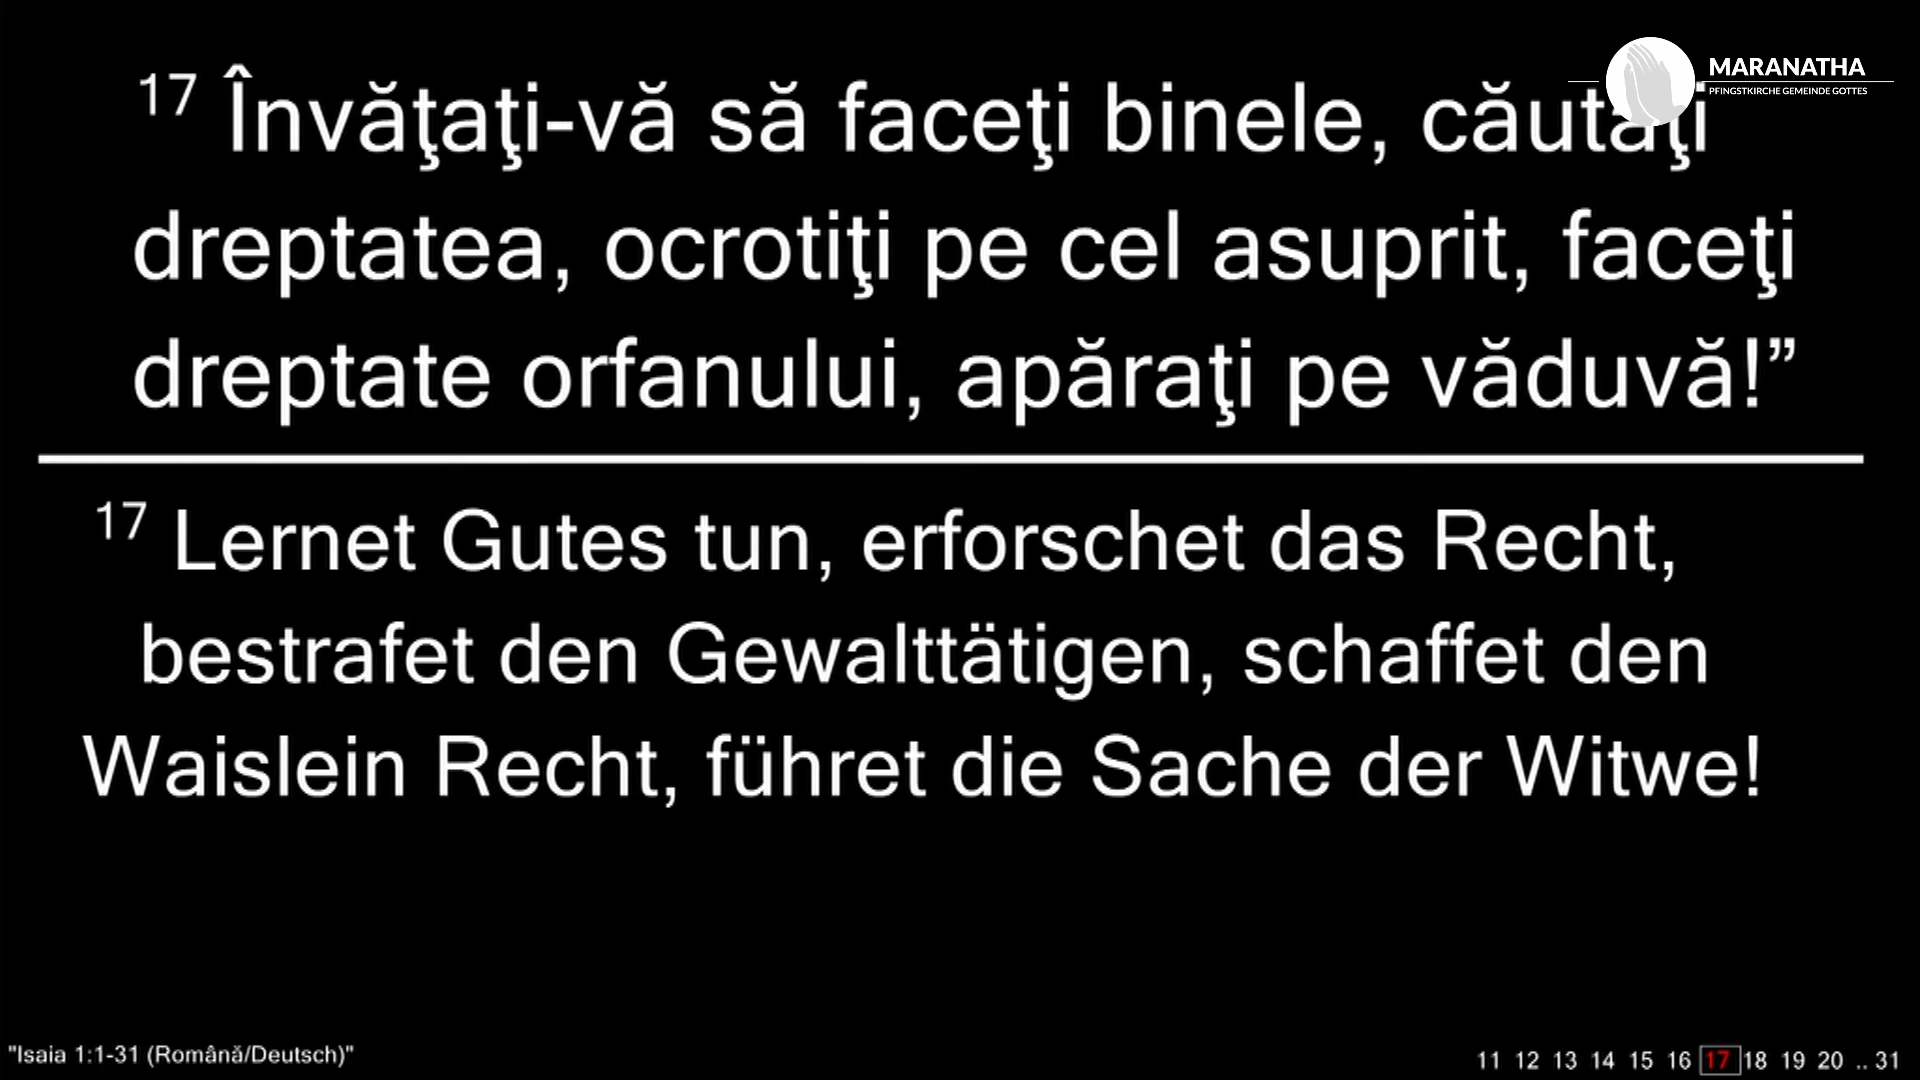 17 Învăţaţi-vă să faceţi binele, căutaţi
dreptatea, ocrotiţi pe cel asuprit, faceţi
dreptate orfanului, apăraţi pe văduvă!”
17 Lernet Gutes tun, erforschet das Recht,
bestrafet den Gewalttätigen, schaffet den
Waislein Recht, führet die Sache der Witwe!
MARANATHA
PFINGSTKIRCHE GEMEINDE GOTTES
"Isaia 1:1-31 (Română/Deutsch)"
11 12 13 14 15 16 17 18 19 20 .. 31